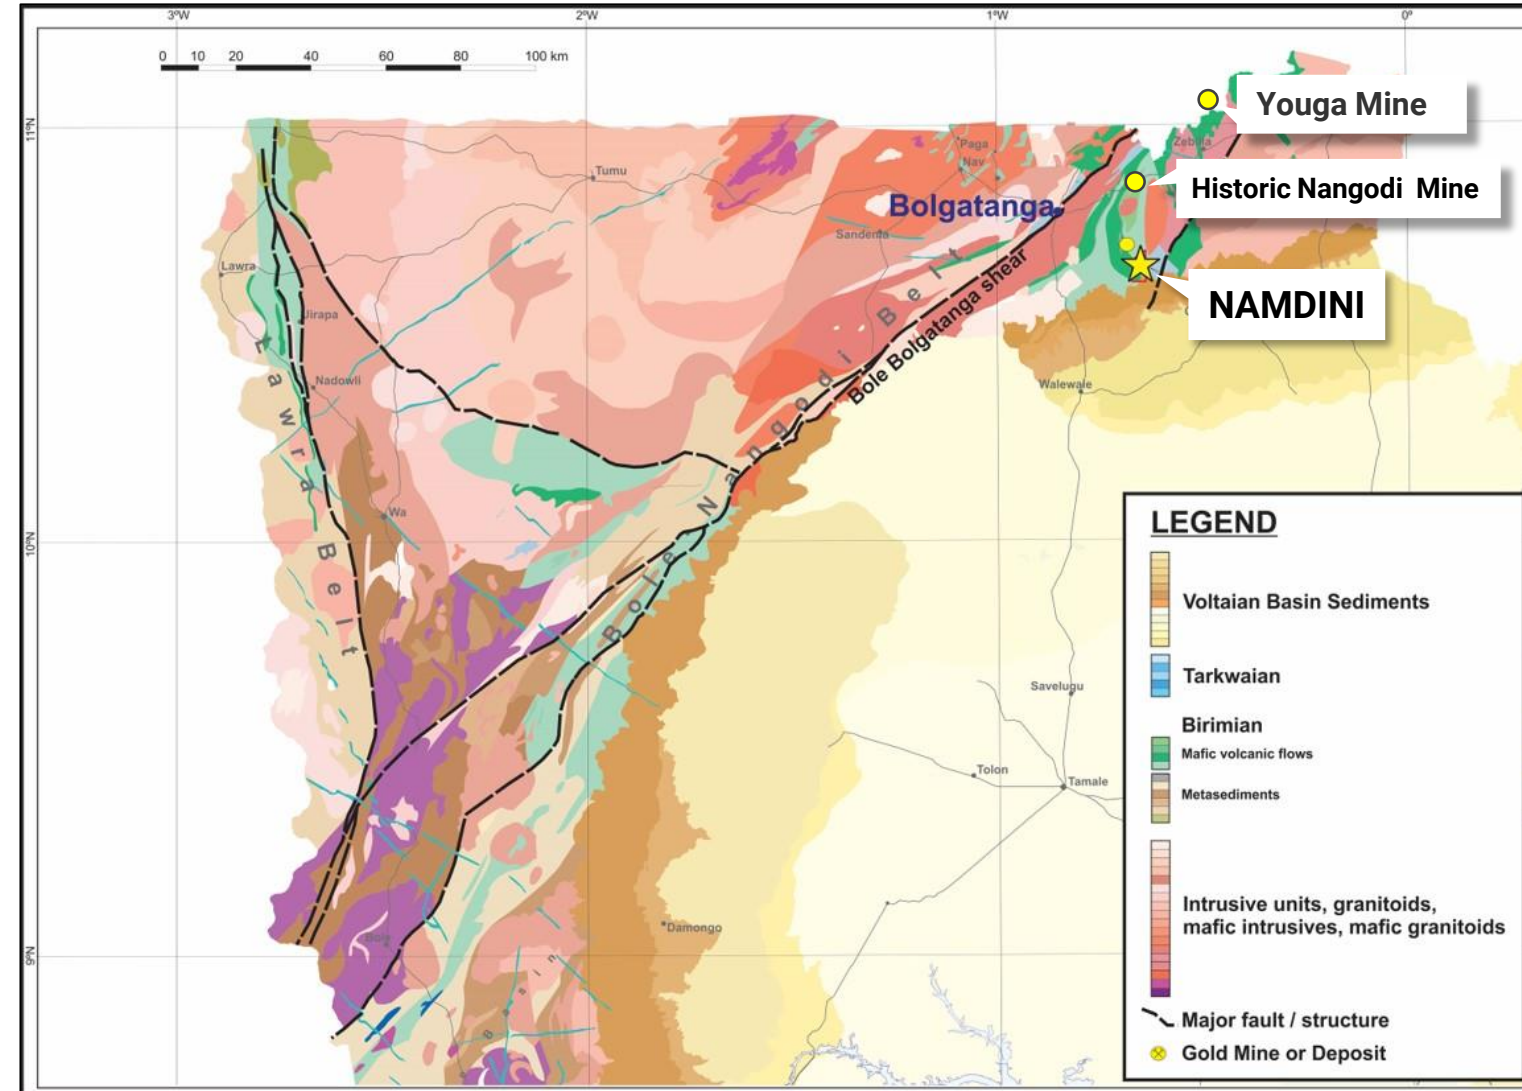 3°W
2°W
1°W
0°
0 10 20 40 60 80 100 km
11°N
10°N
9°N
Youga Mine
Historic Nangodi Mine
NAMDINI
Paga
Nav
Tumu
Bolgatanga
Sandema
Lawra
Jirapa
Nadowli
Wa
Walewale
Savelugu
Tolon
Tamale
Damongo
Bole
Lawra Belt
Bole Nangodi Belt
Bole Bolgatanga shear
Basin
LEGEND
Voltaian Basin Sediments
Tarkwaian
Birimian
Mafic volcanic flows
Metasediments
Intrusive units, granitoids,
mafic intrusives, mafic granitoids
Major fault / structure
Gold Mine or Deposit